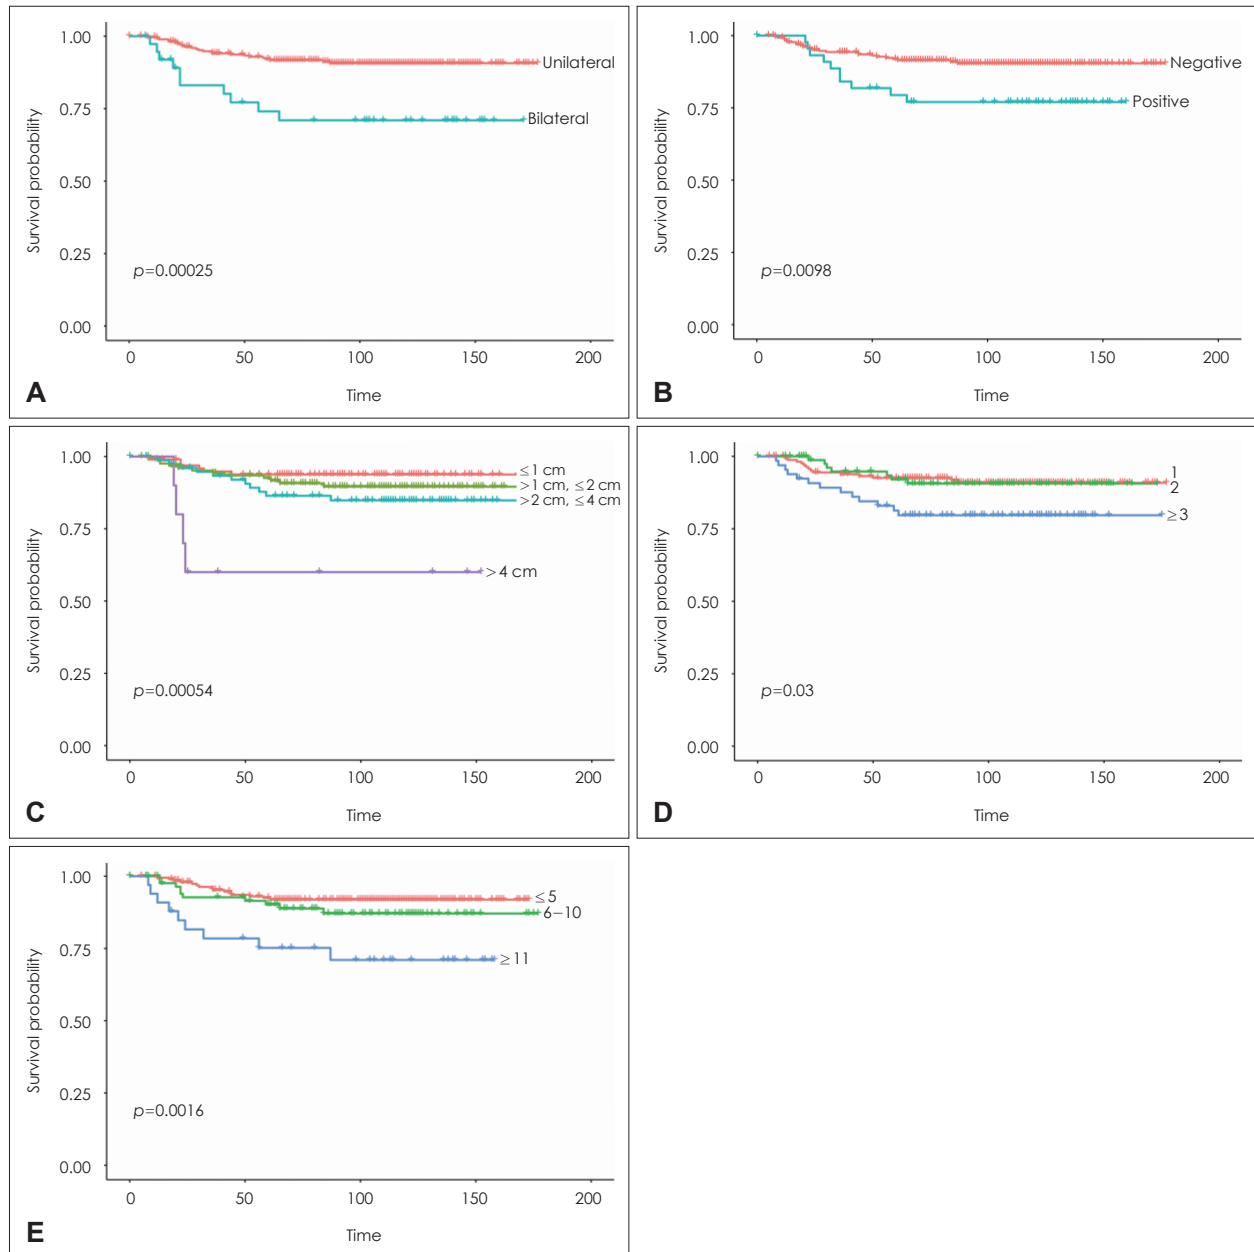 1.00
0.75
0.50
0.25
0.00
Survival probability
Unilateral
Bilateral
p=0.00025
0 50 100 150 200
Time
A
1.00
0.75
0.50
0.25
0.00
Survival probability
Negative
Positive
p=0.0098
0 50 100 150 200
Time
B
1.00
0.75
0.50
0.25
0.00
Survival probability
≤1 cm
>1 cm, ≤2 cm
>2 cm, ≤4 cm
>4 cm
p=0.00054
0 50 100 150 200
Time
C
1.00
0.75
0.50
0.25
0.00
Survival probability
1
2
≥3
p=0.03
0 50 100 150 200
Time
D
1.00
0.75
0.50
0.25
0.00
Survival probability
≤5
6–10
≥11
p=0.0016
0 50 100 150 200
Time
E